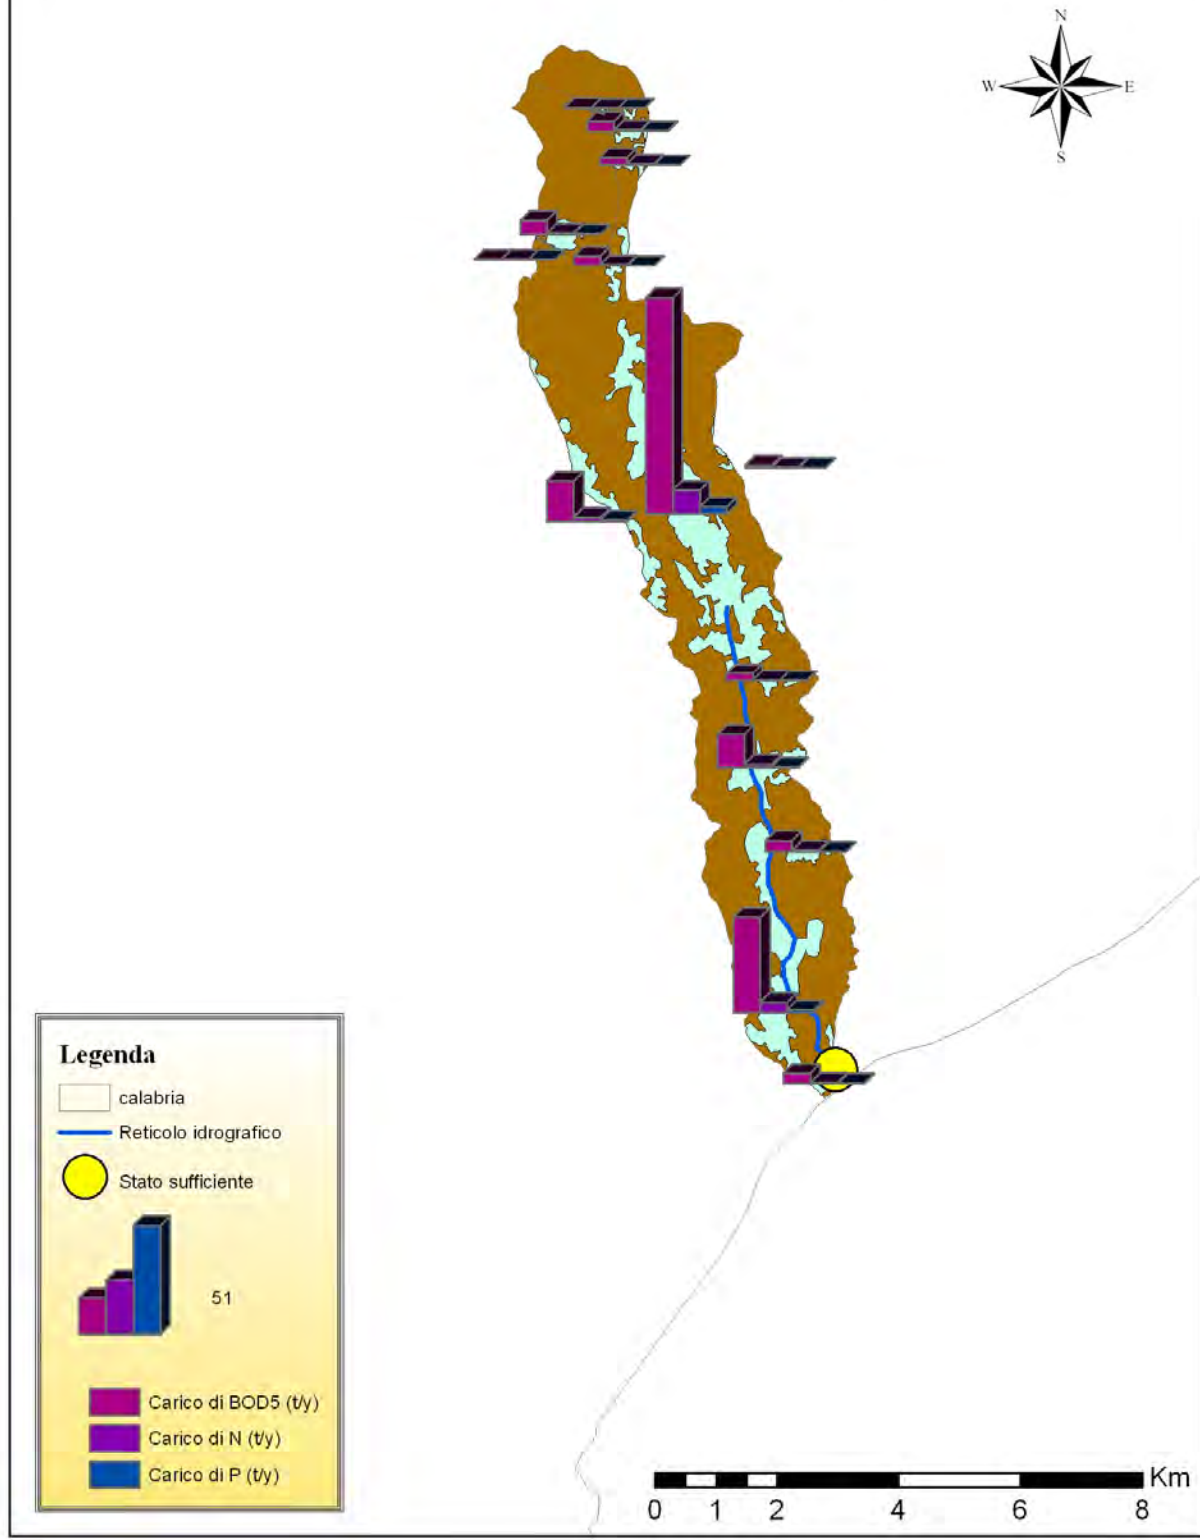 N
W E
S
Legenda
calabria
Reticolo idrografico
Stato sufficiente
51
Carico di BOD5 (t/y)
Carico di N (t/y)
Carico di P (t/y)
Km
0 1 2 4 6 8